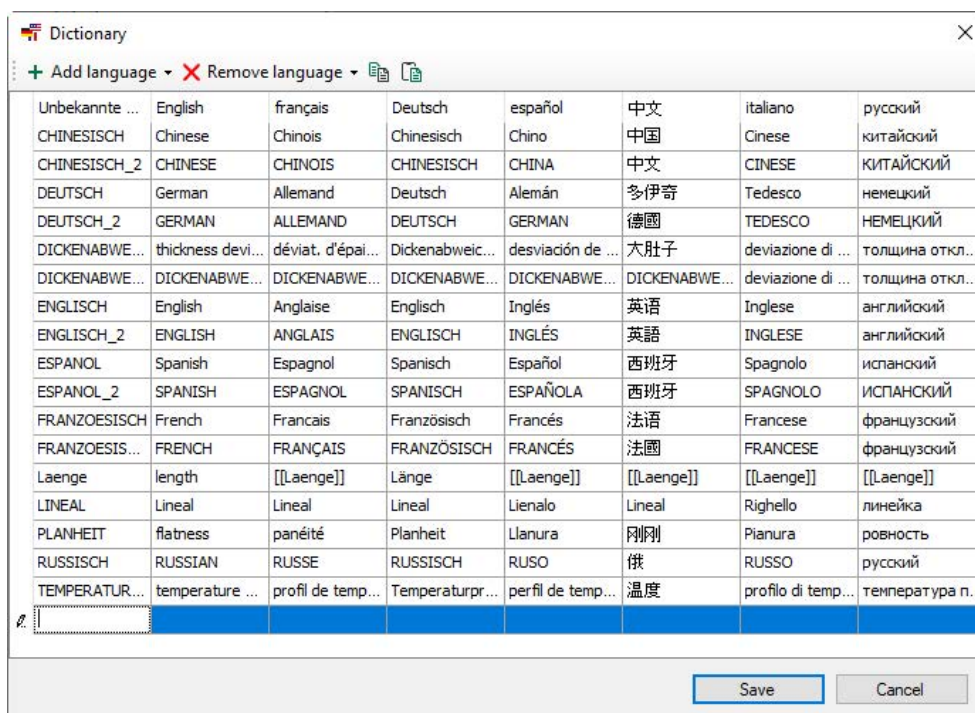 Dictionary
Add language Remove language
Unbekannte ... English français Deutsch español 中文 italiano русский
CHINESISCH Chinese Chinois Chinesisch Chino 中国 Cinese китайский
CHINESISCH_2 CHINESE CHINOIS CHINESISCH CHINA 中文 CINESE КИТАЙСКИЙ
DEUTSCH German Allemand Deutsch Alemán 多伊奇 Tedesco немецкий
DEUTSCH_2 GERMAN ALLEMAND DEUTSCH GERMAN 德國 TEDESCO НЕМЕЦКИЙ
DICKENABWE... thickness devi... déviat. d'épai... Dickenabweic... desviación de ... 大肚子 deviazione di ... толщина откл...
DICKENABWE... DICKENABWE... DICKENABWE... DICKENABWE... DICKENABWE... DICKENABWE... deviazione di ... толщина откл...
ENGLISCH English Anglaise Englisch Inglés 英语 Inglese английский
ENGLISCH_2 ENGLISH ANGLAIS ENGLISCH INGLÉS 英語 INGLESE английский
ESPANOL Spanish Espagnol Spanisch Español 西班牙 Spagnolo испанский
ESPANOL_2 SPANISH ESPAGNOL SPANISCH ESPAÑOLA 西班牙 SPAGNOLO ИСПАНСКИЙ
FRANZOESISCH French Francais Französisch Francés 法语 Francese французский
FRANZOESIS... FRENCH FRANÇAIS FRANZÖSISCH FRANCÉS 法國 FRANCESE французский
Laenge length [[Laenge]] Länge [[Laenge]] [[Laenge]] [[Laenge]] [[Laenge]]
LINEAL Lineal Lineal Lineal Lienalo Lineal Righello линейка
PLANHEIT flatness panéité Planheit Llanura 刚刚 Pianura ровность
RUSSISCH RUSSIAN RUSSE RUSSISCH RUSO 俄 RUSSO русский
TEMPERATUR... temperature ... profil de temp... Temperaturpr... perfil de temp... 温度 profilo di temp... температура п...
Save Cancel